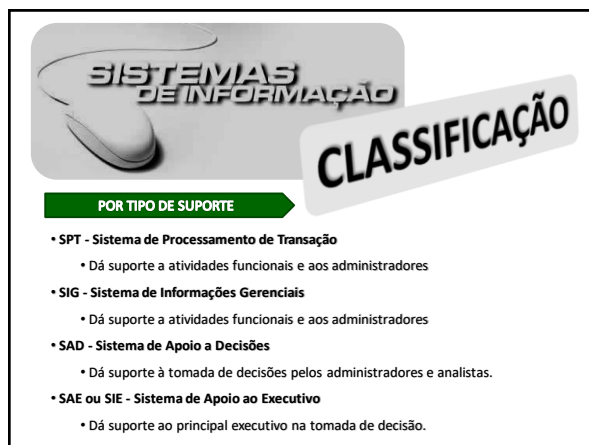 SISTEMAS
DE INFORMAÇÃO
CLASSIFICAÇÃO
POR TIPO DE SUPORTE
• SPT - Sistema de Processamento de Transação
• Dá suporte a atividades funcionais e aos administradores
• SIG - Sistema de Informações Gerenciais
• Dá suporte a atividades funcionais e aos administradores
• SAD - Sistema de Apoio a Decisões
• Dá suporte à tomada de decisões pelos administradores e analistas.
• SAE ou SIE - Sistema de Apoio ao Executivo
• Dá suporte ao principal executivo na tomada de decisão.